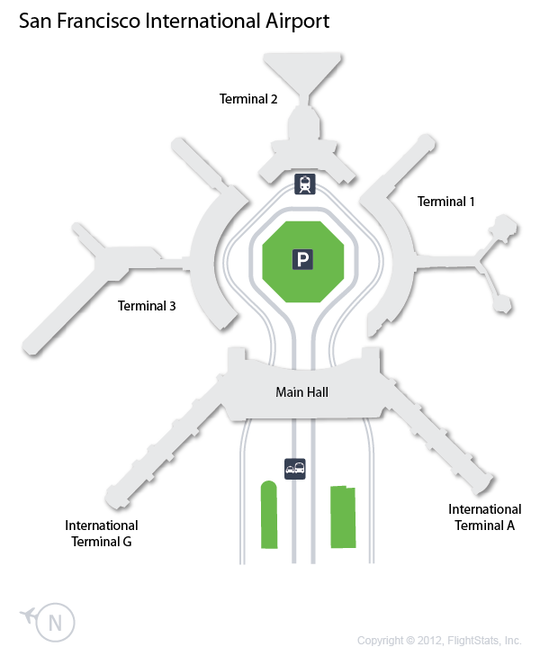 San Francisco International Airport
Terminal 2
Terminal 1
P
Terminal 3
Main Hall
International
Terminal G
International
Terminal A
N
Copyright © 2012, FlightStats, Inc.